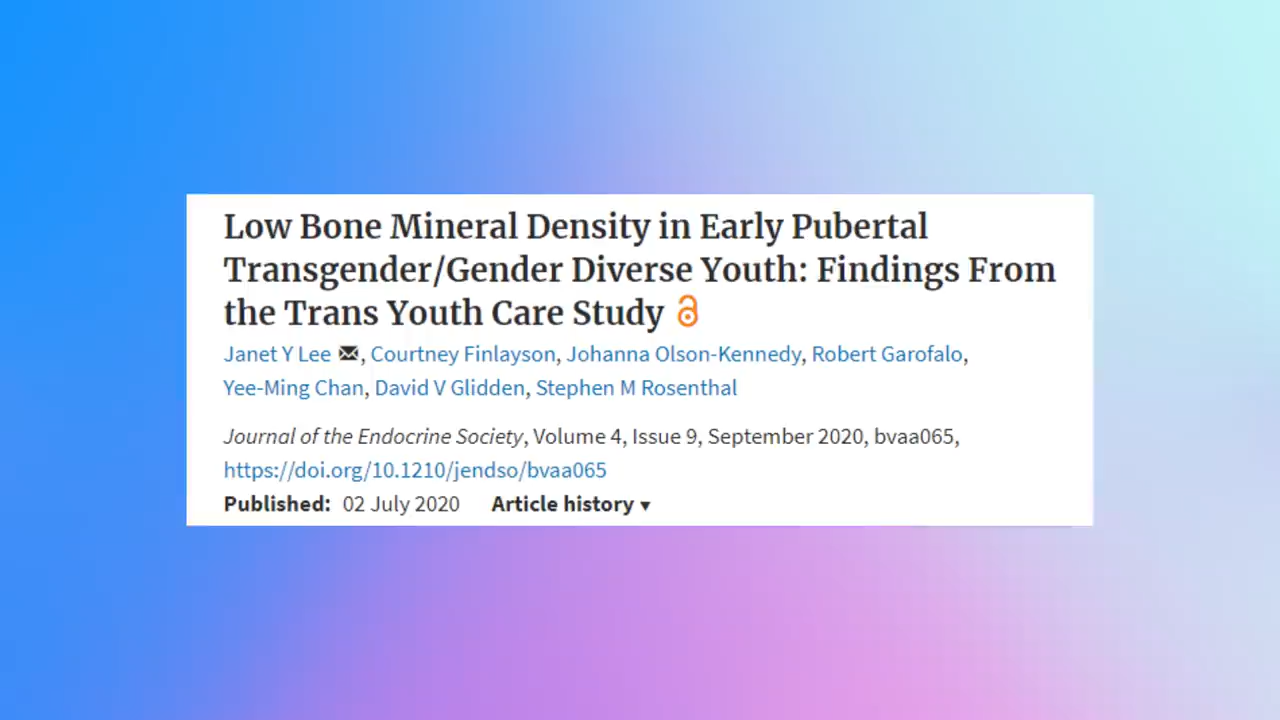 Low Bone Mineral Density in Early Pubertal
Transgender/Gender Diverse Youth: Findings From
the Trans Youth Care Study
Janet Y Lee, Courtney Finlayson, Johanna Olson-Kennedy, Robert Garofalo,
Yee-Ming Chan, David V Glidden, Stephen M Rosenthal
Journal of the Endocrine Society, Volume 4, Issue 9, September 2020, bvaa065,
https://doi.org/10.1210/jendso/bvaa065
Published: 02 July 2020 Article history ▾